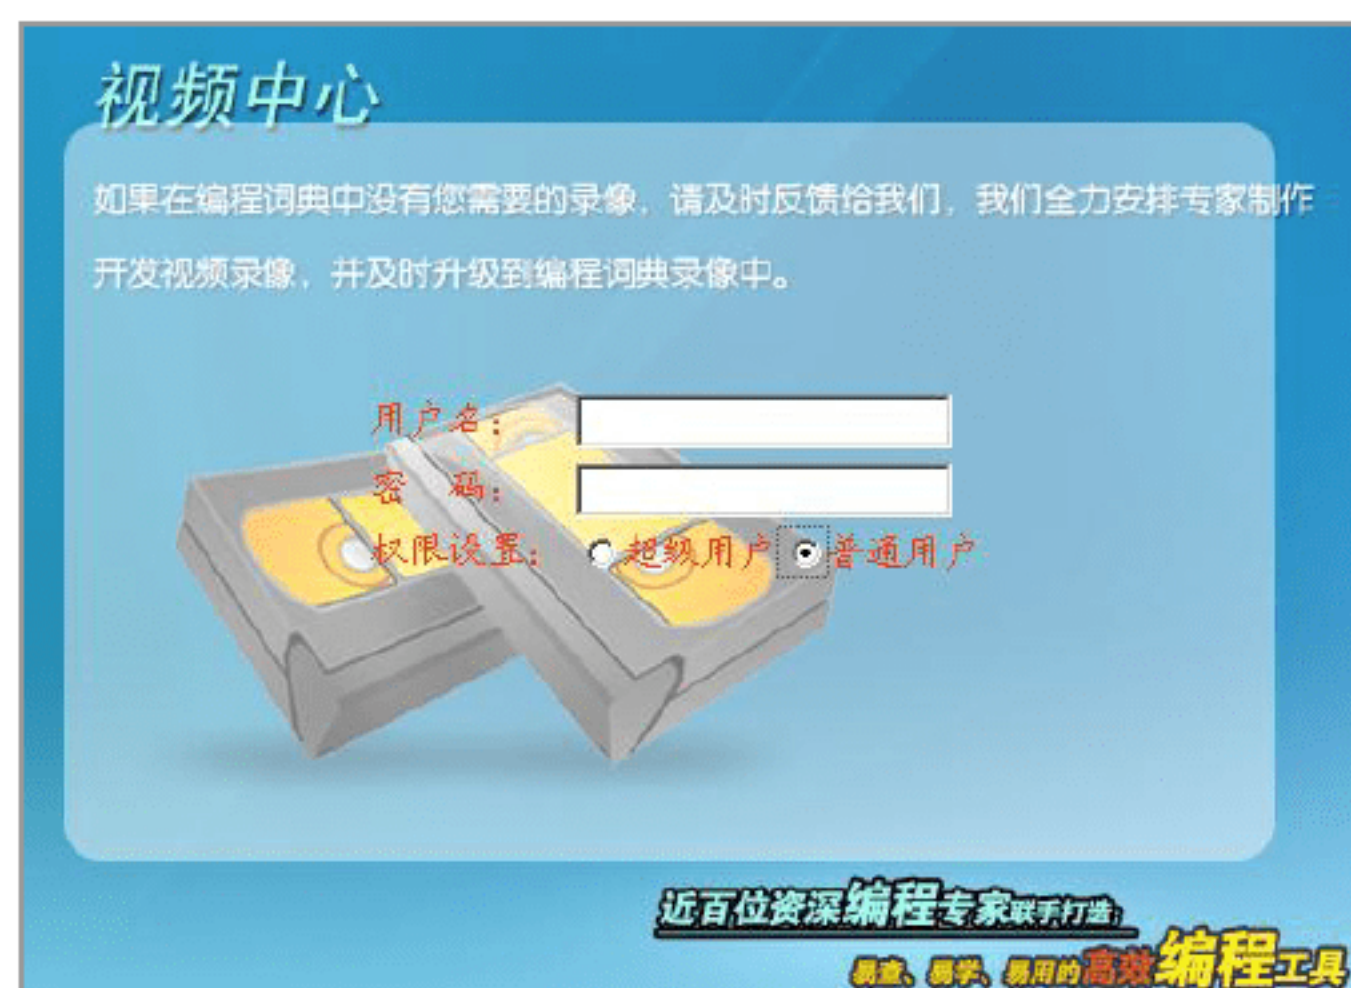 视频中心
如果在编程词典中没有您需要的录像，请及时反馈给我们，我们全力安排专家制作
开发视频录像，并及时升级到编程词典录像中。
用户名：
密 码：
权限设置： 超级用户 普通用户
近百位资深编程专家联手打造，
易查、易学、易用的高效编程工具